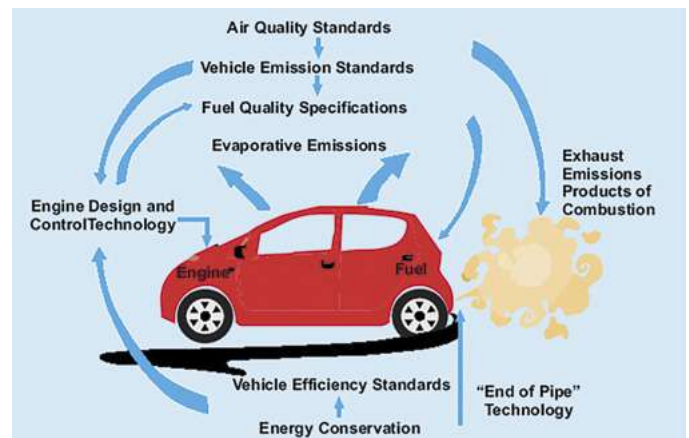 Air Quality Standards
Vehicle Emission Standards
Fuel Quality Specifications
Evaporative Emissions
Exhaust
Emissions
Products of
Combustion
Engine Design and
ControlTechnology
Engine
Fuel
Vehicle Efficiency Standards
Energy Conservation
“End of Pipe”
Technology